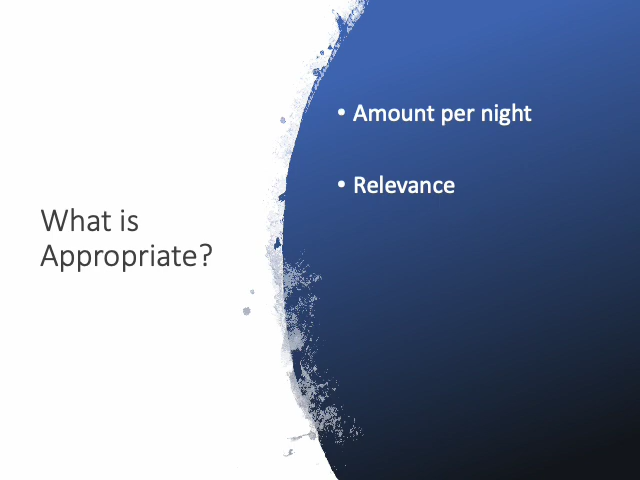 What is
Appropriate?
• Amount per night
• Relevance